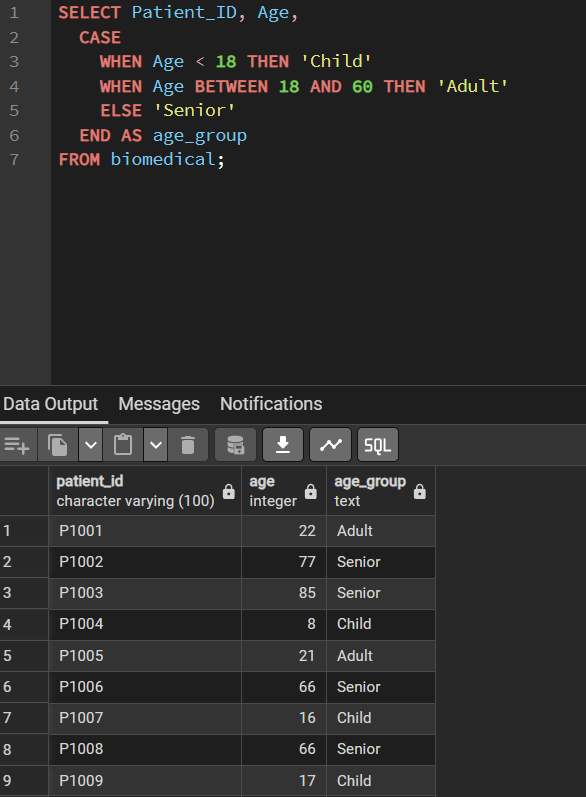 1 SELECT Patient_ID, Age,
2 CASE
3 WHEN Age < 18 THEN 'Child'
4 WHEN Age BETWEEN 18 AND 60 THEN 'Adult'
5 ELSE 'Senior'
6 END AS age_group
7 FROM biomedical;
Data Output Messages Notifications
SQL
patient_id age age_group
character varying (100) integer text
1 P1001 22 Adult
2 P1002 77 Senior
3 P1003 85 Senior
4 P1004 8 Child
5 P1005 21 Adult
6 P1006 66 Senior
7 P1007 16 Child
8 P1008 66 Senior
9 P1009 17 Child